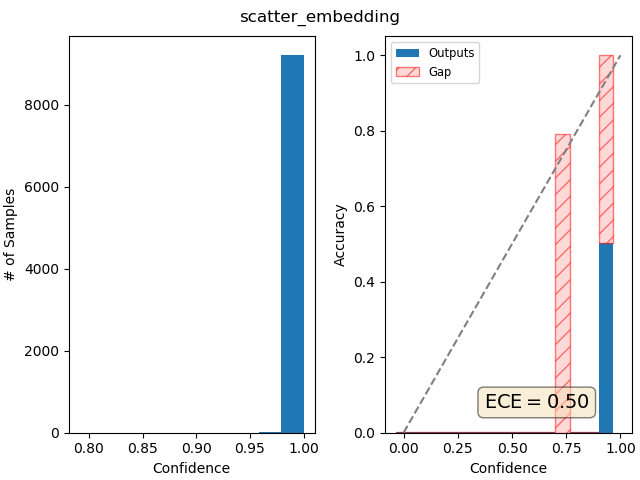 scatter_embedding
# of Samples
8000
6000
4000
2000
0
0.80 0.85 0.90 0.95 1.00
Confidence
Accuracy
1.0
0.8
0.6
0.4
0.2
0.0
Outputs
Gap
ECE = 0.50
0.00 0.25 0.50 0.75 1.00
Confidence